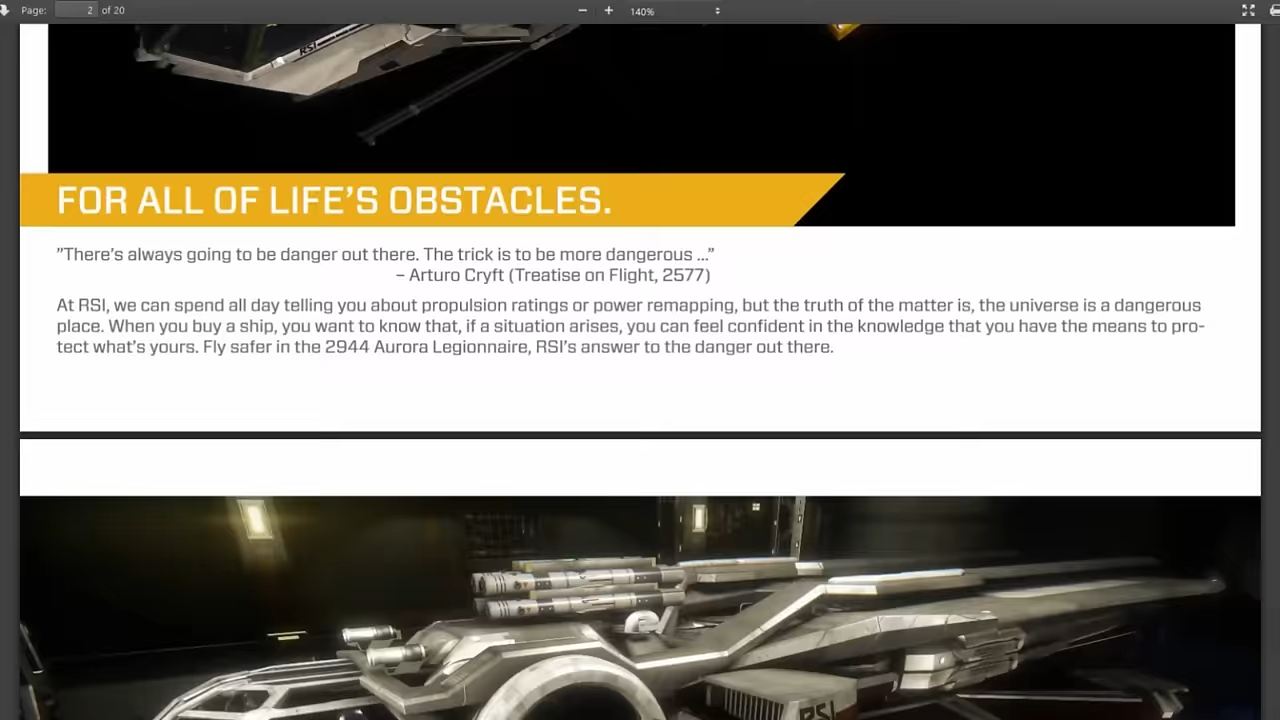 Page: 2 of 20
140%
RSI
FOR ALL OF LIFE'S OBSTACLES.
"There's always going to be danger out there. The trick is to be more dangerous ..."
– Arturo Cryft (Treatise on Flight, 2577)
At RSI, we can spend all day telling you about propulsion ratings or power remapping, but the truth of the matter is, the universe is a dangerous
place. When you buy a ship, you want to know that, if a situation arises, you can feel confident in the knowledge that you have the means to pro-
tect what's yours. Fly safer in the 2944 Aurora Legionnaire, RSI's answer to the danger out there.
RSI